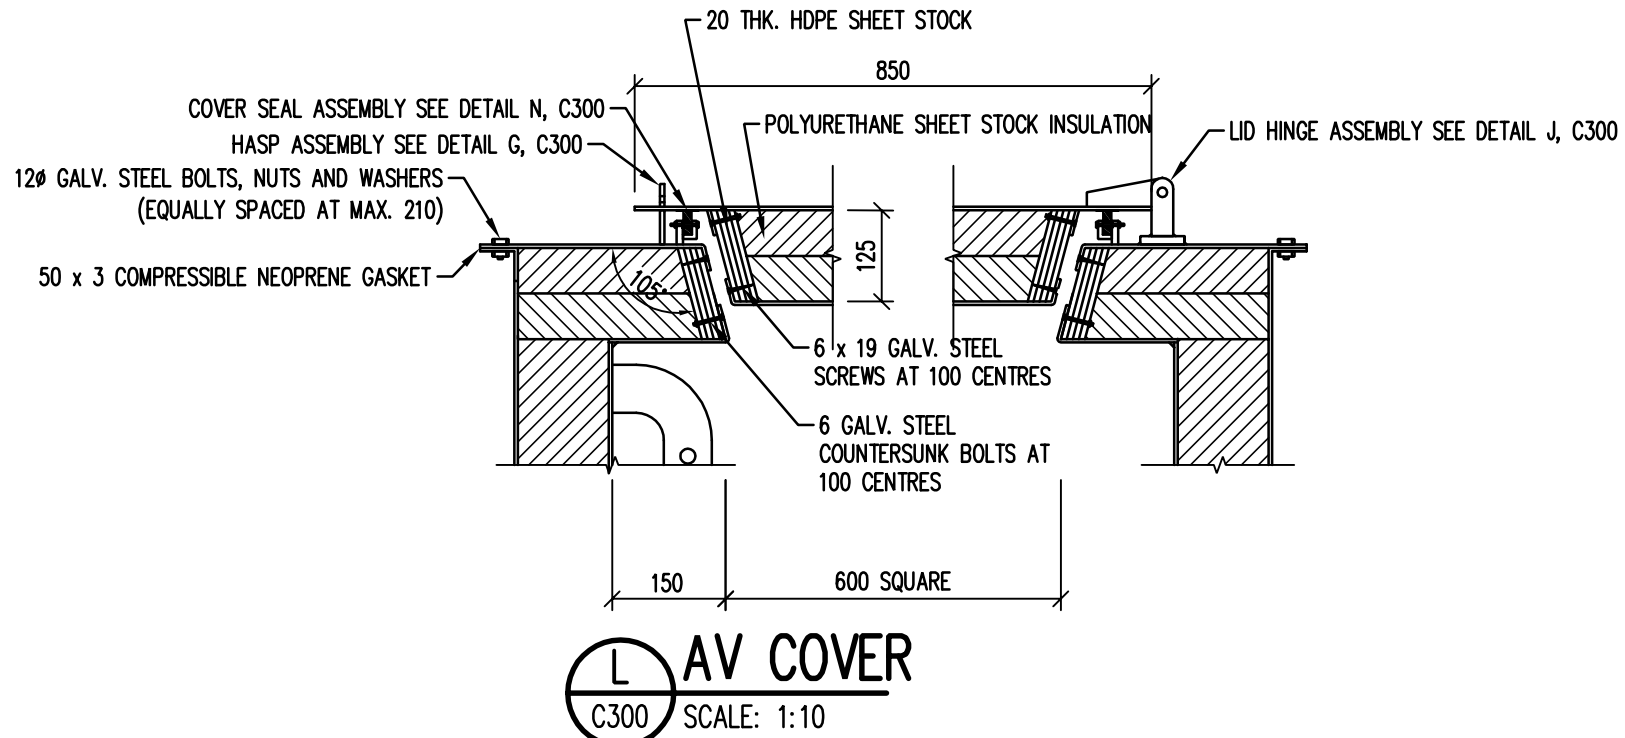 20 THK. HDPE SHEET STOCK
850
COVER SEAL ASSEMBLY SEE DETAIL N, C300
POLYURETHANE SHEET STOCK INSULATION
LID HINGE ASSEMBLY SEE DETAIL J, C300
HASP ASSEMBLY SEE DETAIL G, C300
12ø GALV. STEEL BOLTS, NUTS AND WASHERS
(EQUALLY SPACED AT MAX. 210)
125
50 x 3 COMPRESSIBLE NEOPRENE GASKET
105°
6 x 19 GALV. STEEL
SCREWS AT 100 CENTRES
6 GALV. STEEL
COUNTERSUNK BOLTS AT
100 CENTRES
150
600 SQUARE
L
AV COVER
C300
SCALE: 1:10